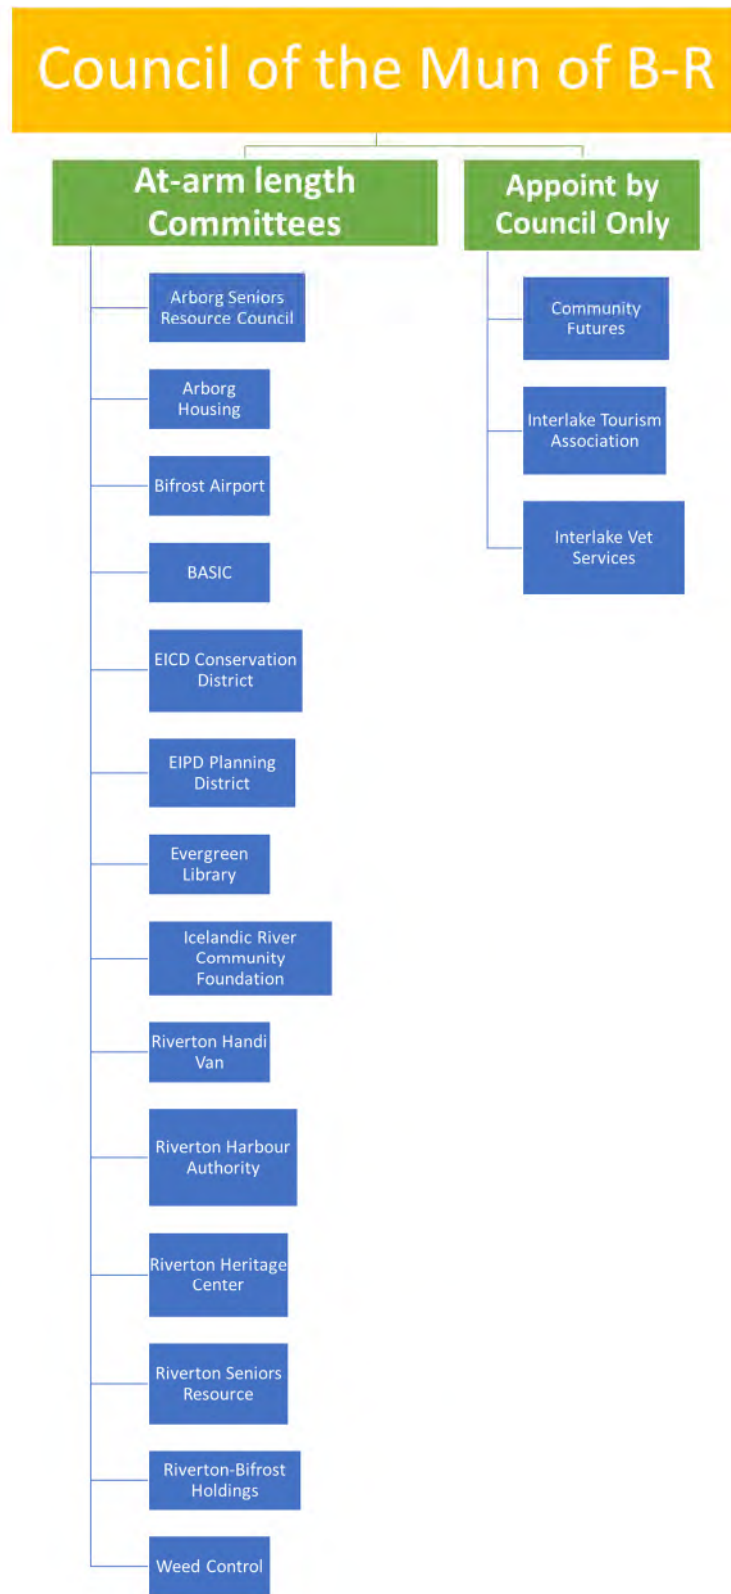 Council of the Mun of B-R
At-arm length
Committees
Arborg Seniors
Resource Council
Arborg
Housing
Bifrost Airport
BASIC
EICD Conservation
District
EIPD Planning
District
Evergreen
Library
Icelandic River
Community
Foundation
Riverton Handi
Van
Riverton Harbour
Authority
Riverton Heritage
Center
Riverton Seniors
Resource
Riverton-Bifrost
Holdings
Weed Control
Appoint by
Council Only
Community
Futures
Interlake Tourism
Association
Interlake Vet
Services